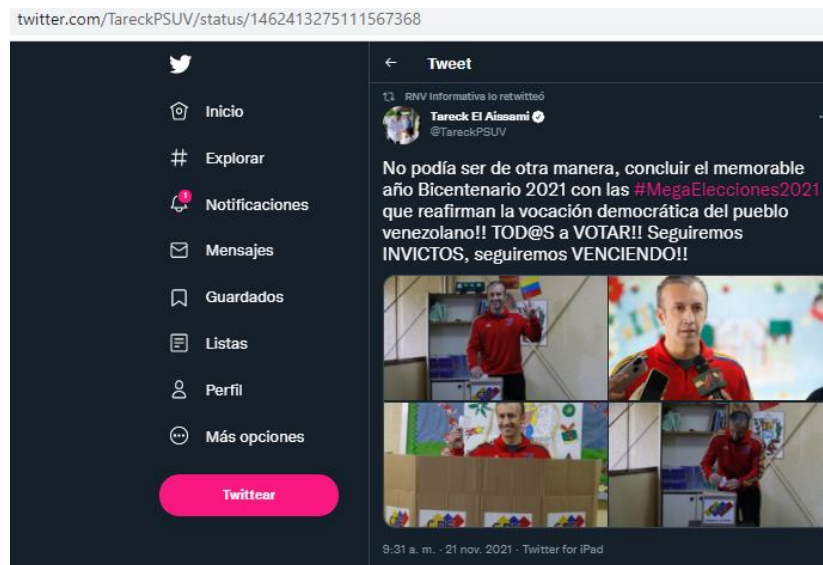 twitter.com/TareckPSUV/status/1462413275111567368
Inicio
Explorar
1
Notificaciones
Mensajes
Guardados
Listas
Perfil
Más opciones
Twittear
Tweet
RNV Informativa lo retwitteó
Tareck El Aissami
@TareckPSUV
No podía ser de otra manera, concluir el memorable
año Bicentenario 2021 con las #MegaElecciones2021
que reafirman la vocación democrática del pueblo
venezolano!! TOD@S a VOTAR!! Seguiremos
INVICTOS, seguiremos VENCIENDO!!
9:31 a. m. · 21 nov. 2021 · Twitter for iPad